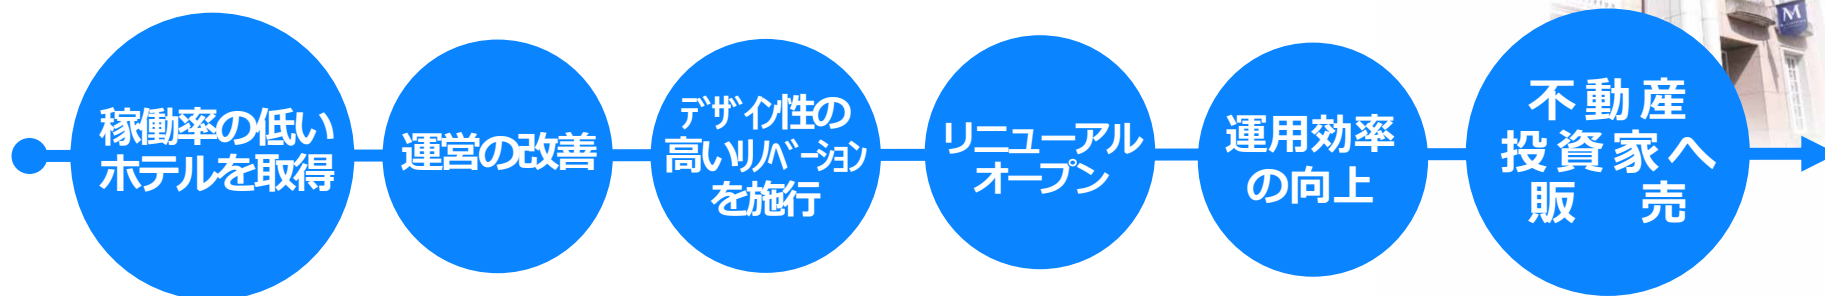 稼働率の低い
ホテルを取得
運営の改善
ﾃﾞｻﾞｲﾝ性の
高いﾘﾉﾍﾞｰｼｮﾝ
を施行
リニューアル
オープン
運用効率
の向上
不動産
投資家へ
販　売
M